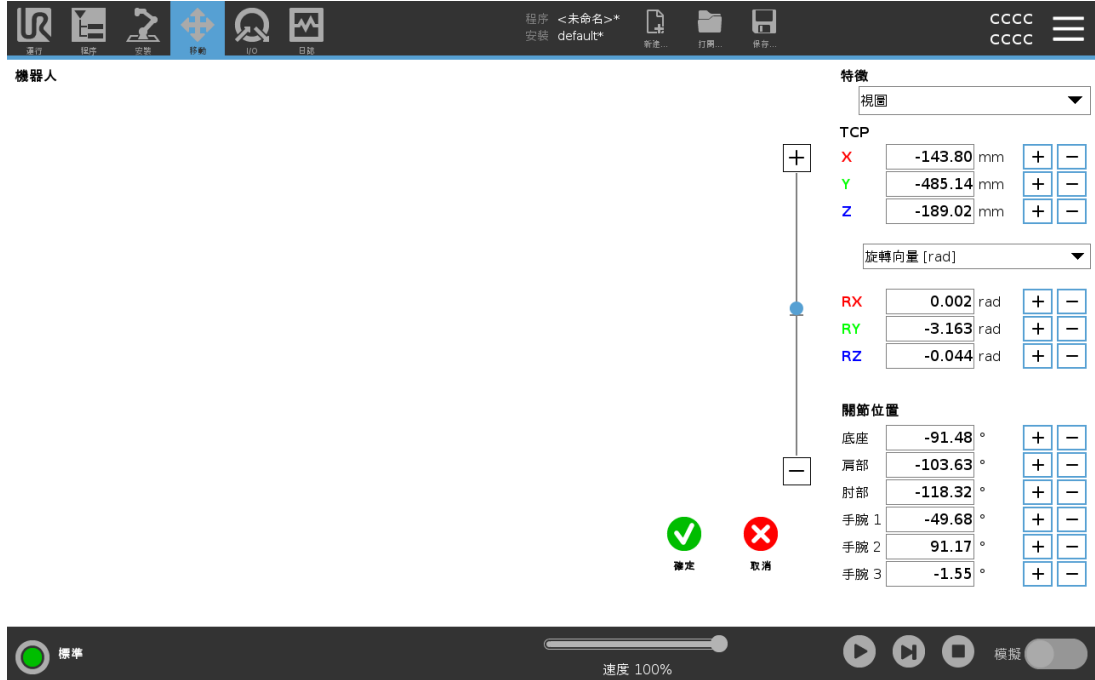 UR
運行
程序
安裝
移動
I/O
日誌
程序 <未命名>*
安裝 default*
新建...
打開...
保存...
CCCC
CCCC
機器人
特徵
視圖
TCP
X -143.80 mm + −
Y -485.14 mm + −
Z -189.02 mm + −
旋轉向量 [rad]
RX 0.002 rad + −
RY -3.163 rad + −
RZ -0.044 rad + −
關節位置
底座 -91.48 ° + −
肩部 -103.63 ° + −
肘部 -118.32 ° + −
手腕 1 -49.68 ° + −
手腕 2 91.17 ° + −
手腕 3 -1.55 ° + −
確定
取消
標準
速度 100%
模擬